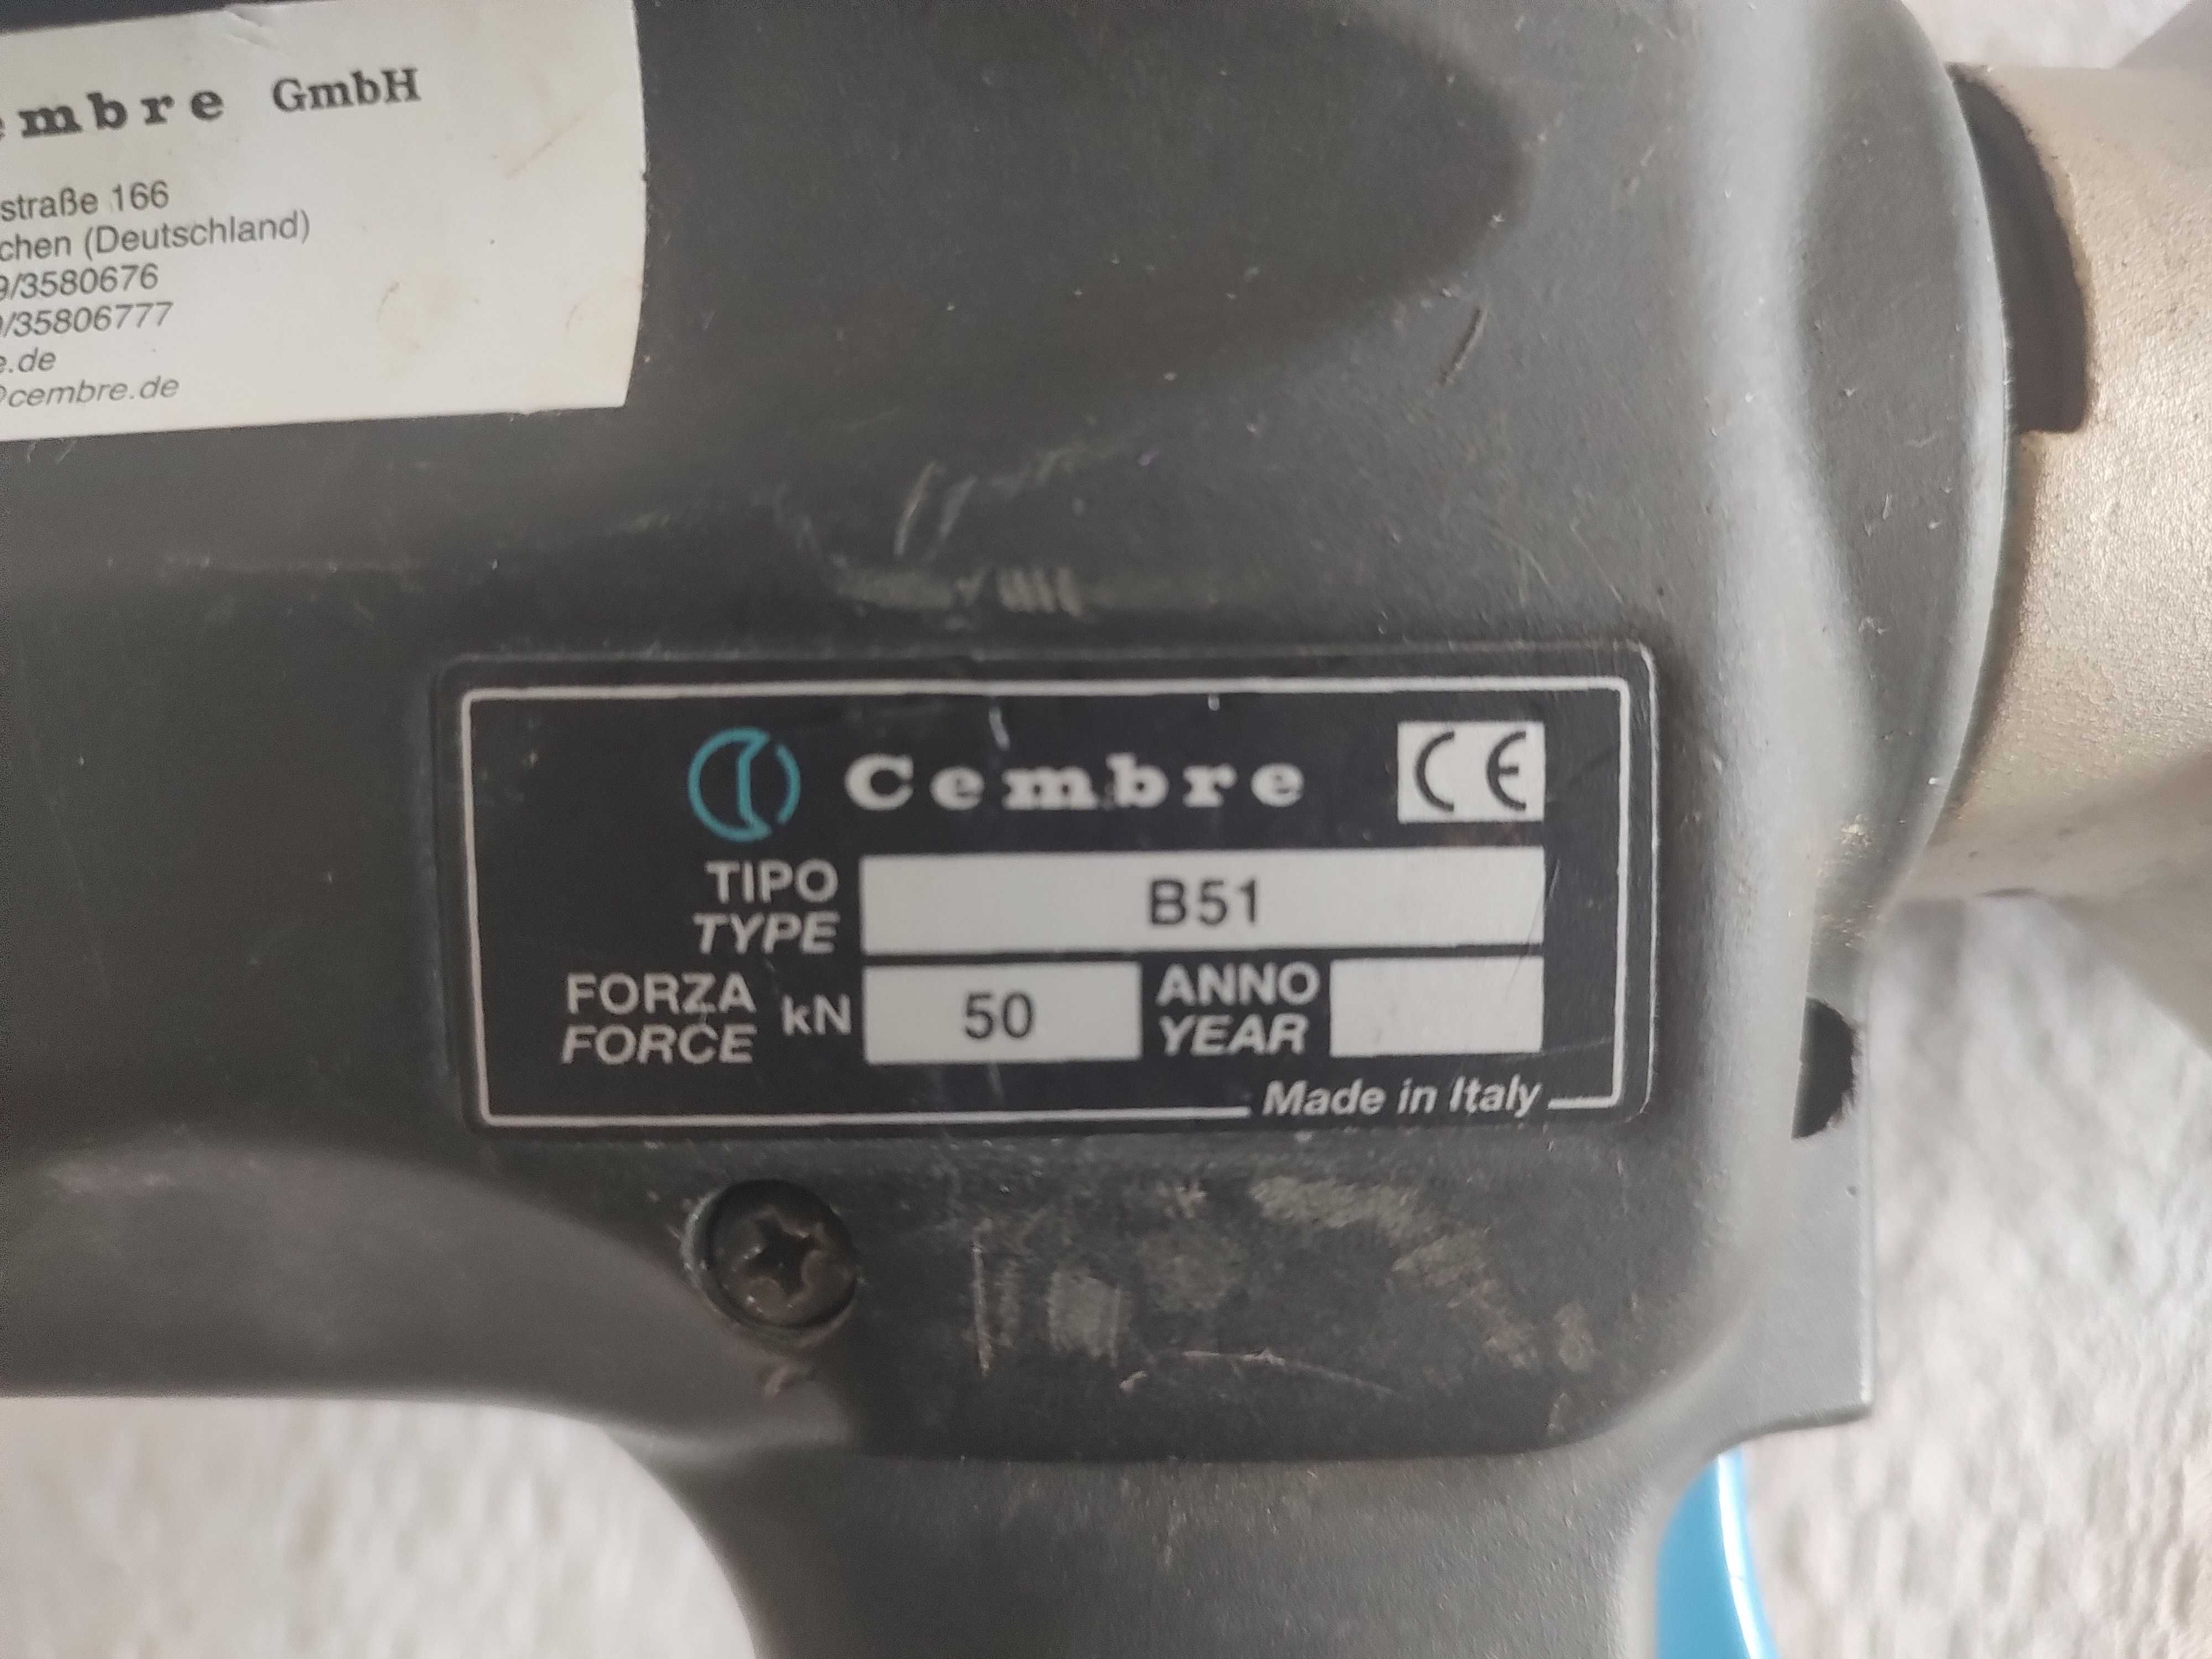 embre GmbH
straße 166
chen (Deutschland)
9/3580676
/35806777
e.de
@cembre.de
Cembre CE
TIPO
TYPE
B51
FORZA
FORCE
kN 50
ANNO
YEAR
Made in Italy